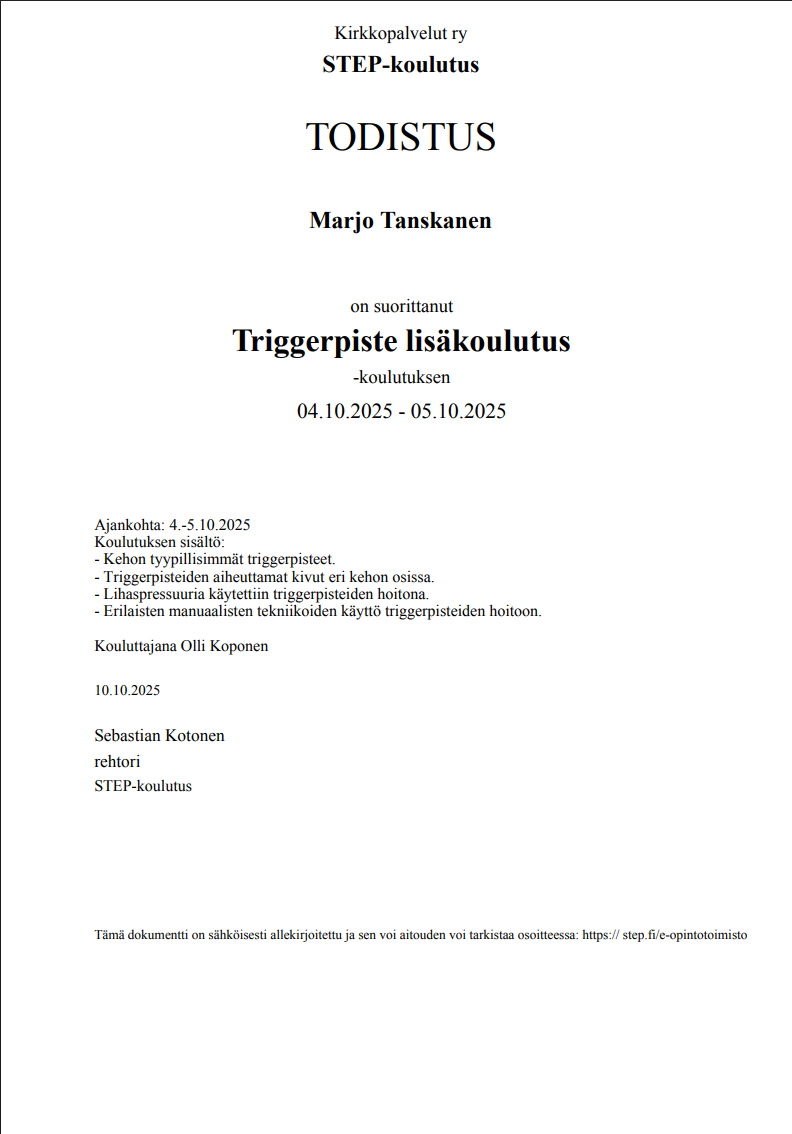 Kirkkopalvelut ry
STEP-koulutus
TODISTUS
Marjo Tanskanen
on suorittanut
Triggerpiste lisäkoulutus
-koulutuksen
04.10.2025 - 05.10.2025
Ajankohta: 4.-5.10.2025
Koulutuksen sisältö:
- Kehon tyypillisimmät triggerpisteet.
- Triggerpisteiden aiheuttamat kivut eri kehon osissa.
- Lihaspressuuria käytettiin triggerpisteiden hoitona.
- Erilaisten manuaalisten tekniikoiden käyttö triggerpisteiden hoitoon.
Kouluttajana Olli Koponen
10.10.2025
Sebastian Kotonen
rehtori
STEP-koulutus
Tämä dokumentti on sähköisesti allekirjoitettu ja sen voi aitouden voi tarkistaa osoitteessa: https:// step.fi/e-opintotoimisto